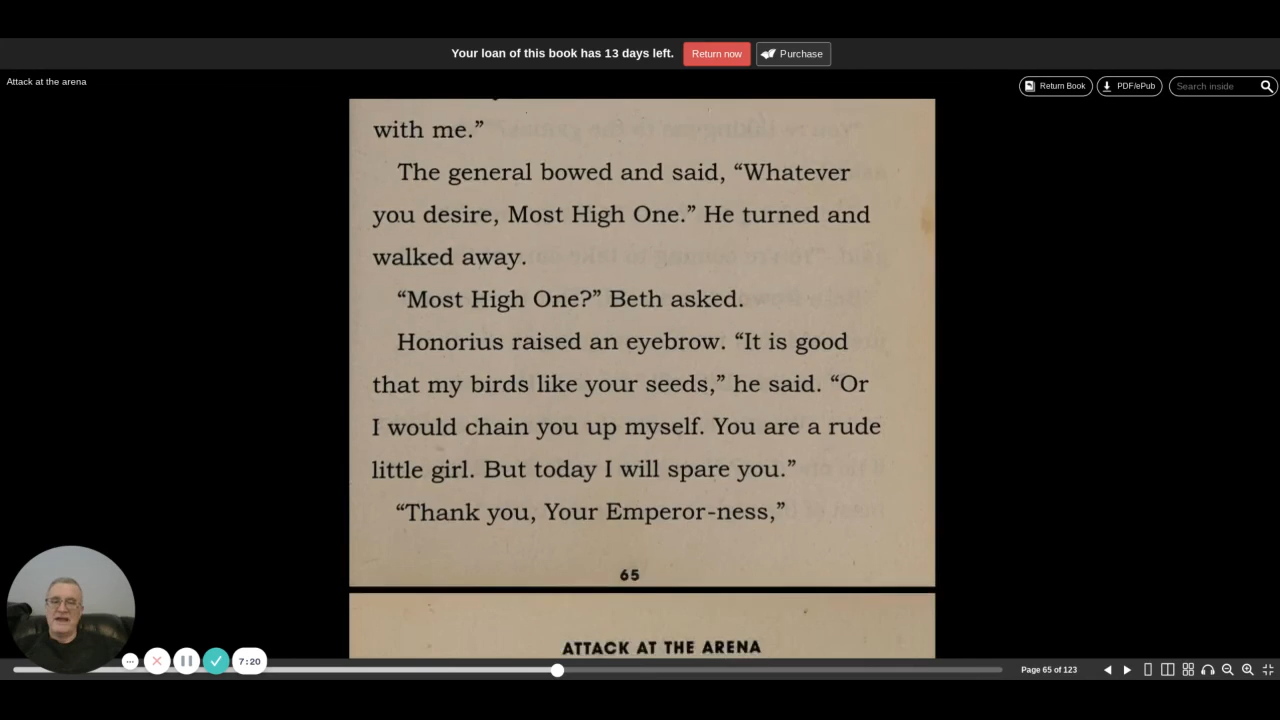 Your loan of this book has 13 days left.
Return now
Purchase
Attack at the arena
Return Book
PDF/ePub
Search inside
with me.”
The general bowed and said, “Whatever
you desire, Most High One.” He turned and
walked away.
“Most High One?” Beth asked.
Honorius raised an eyebrow. “It is good
that my birds like your seeds,” he said. “Or
I would chain you up myself. You are a rude
little girl. But today I will spare you.”
“Thank you, Your Emperor-ness,”
65
ATTACK AT THE ARENA
7:20
Page 65 of 123